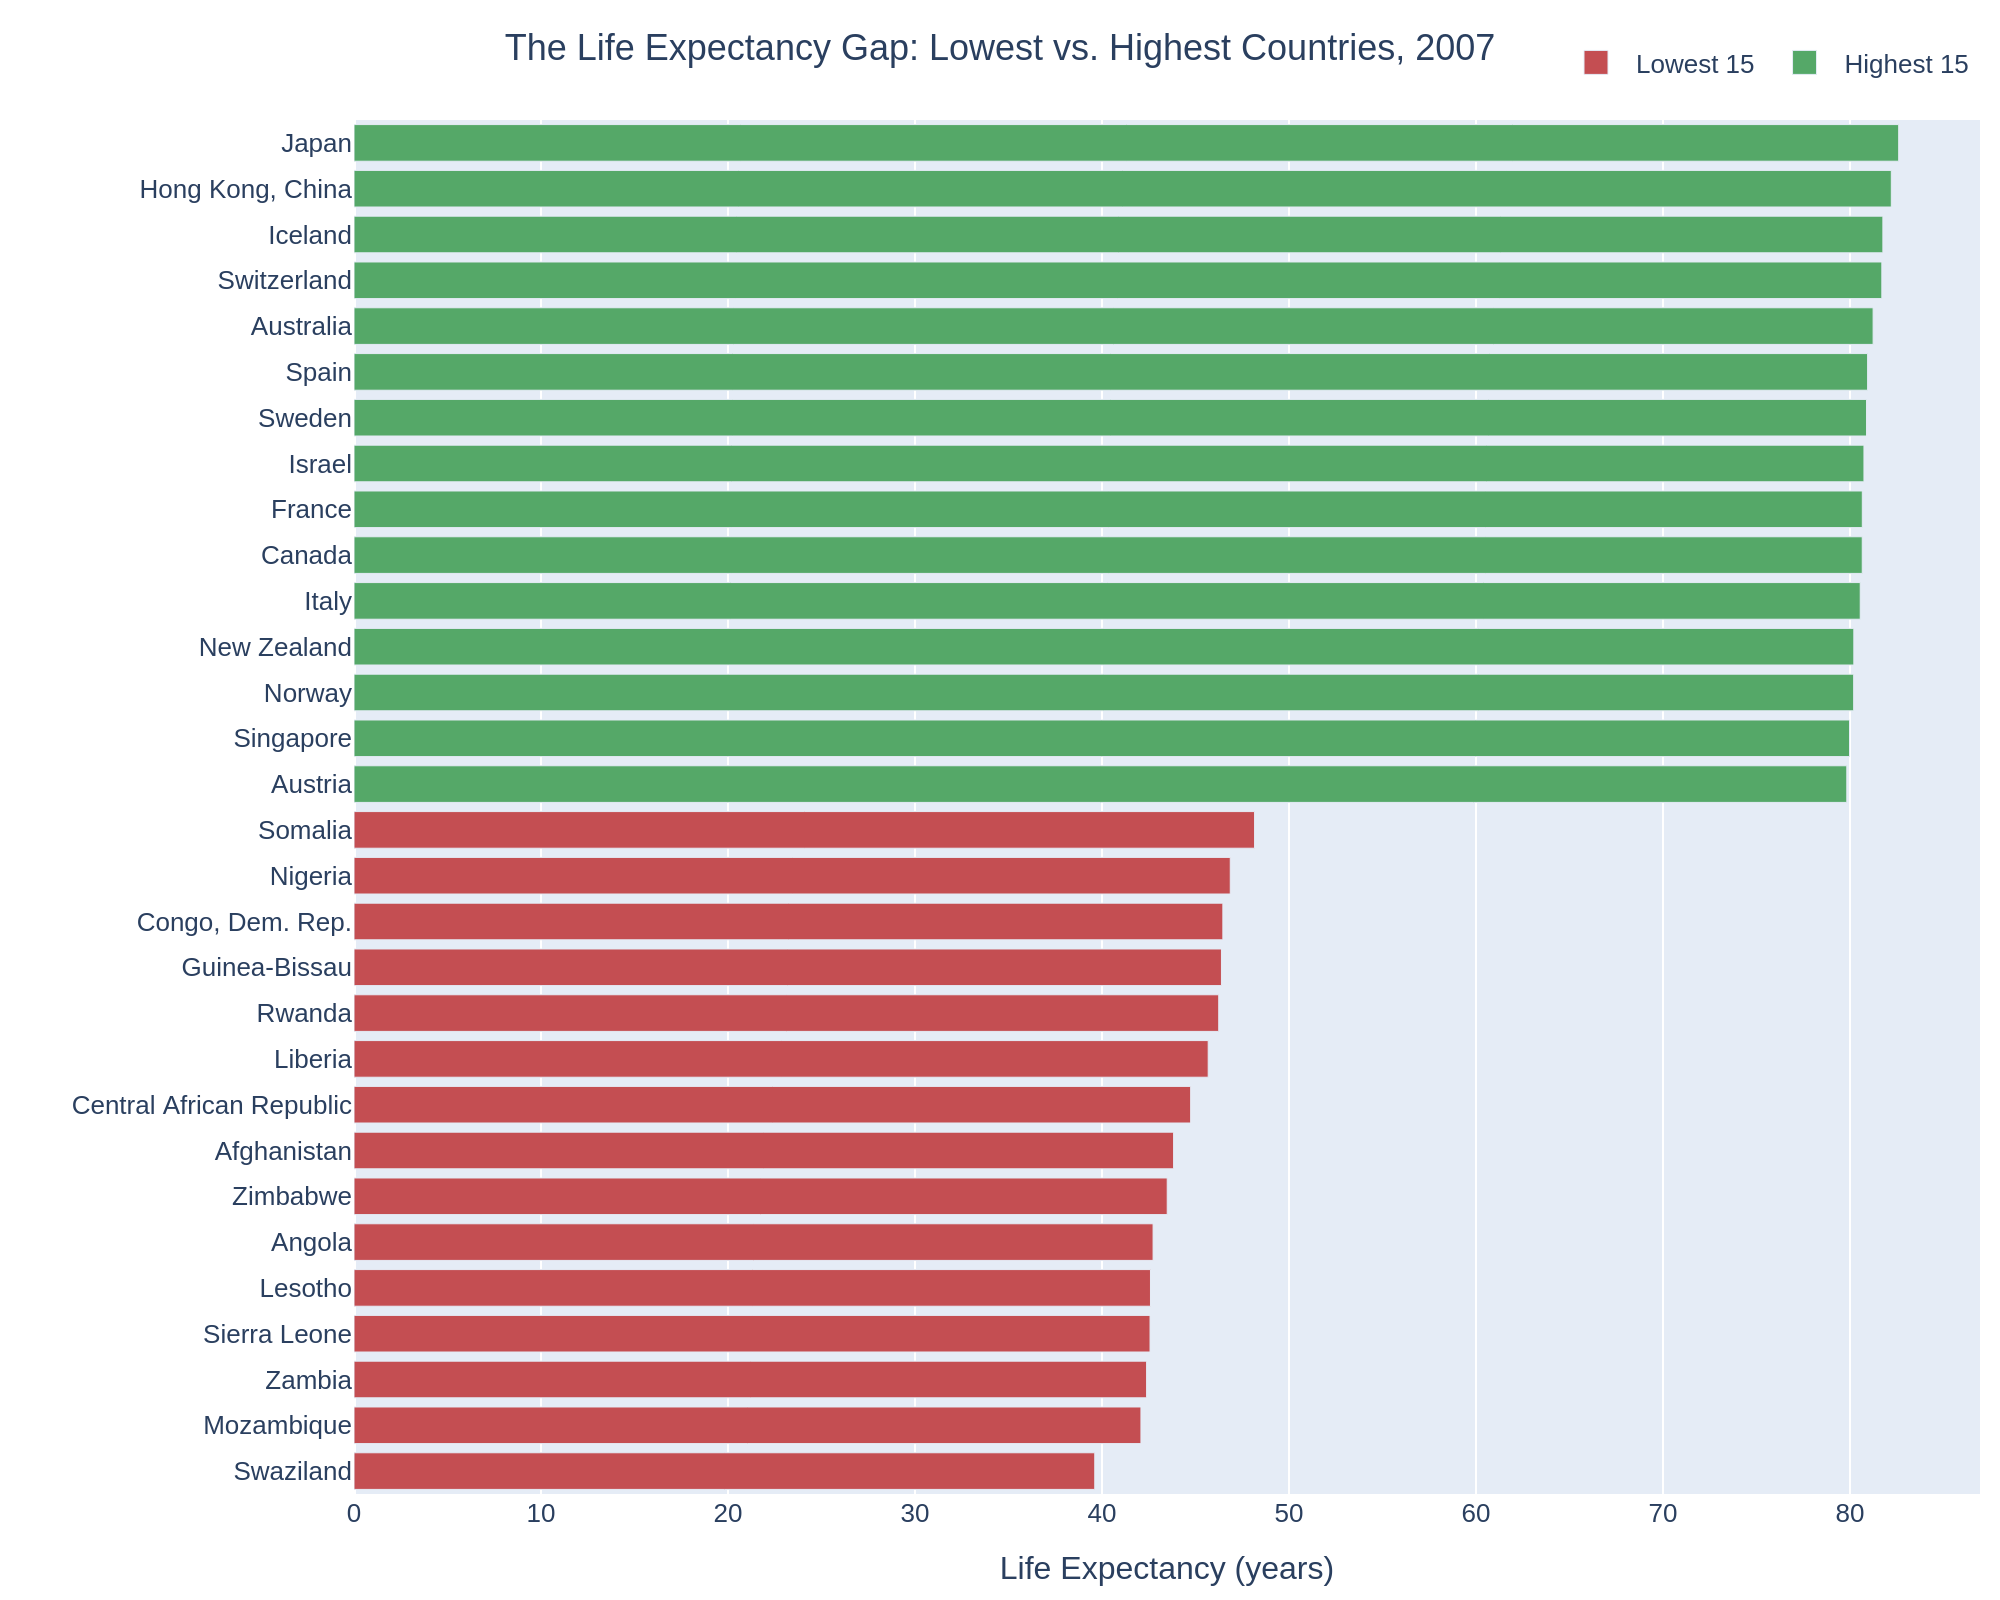 The Life Expectancy Gap: Lowest vs. Highest Countries, 2007
Lowest 15
Highest 15
Japan
Hong Kong, China
Iceland
Switzerland
Australia
Spain
Sweden
Israel
France
Canada
Italy
New Zealand
Norway
Singapore
Austria
Somalia
Nigeria
Congo, Dem. Rep.
Guinea-Bissau
Rwanda
Liberia
Central African Republic
Afghanistan
Zimbabwe
Angola
Lesotho
Sierra Leone
Zambia
Mozambique
Swaziland
0 10 20 30 40 50 60 70 80
Life Expectancy (years)